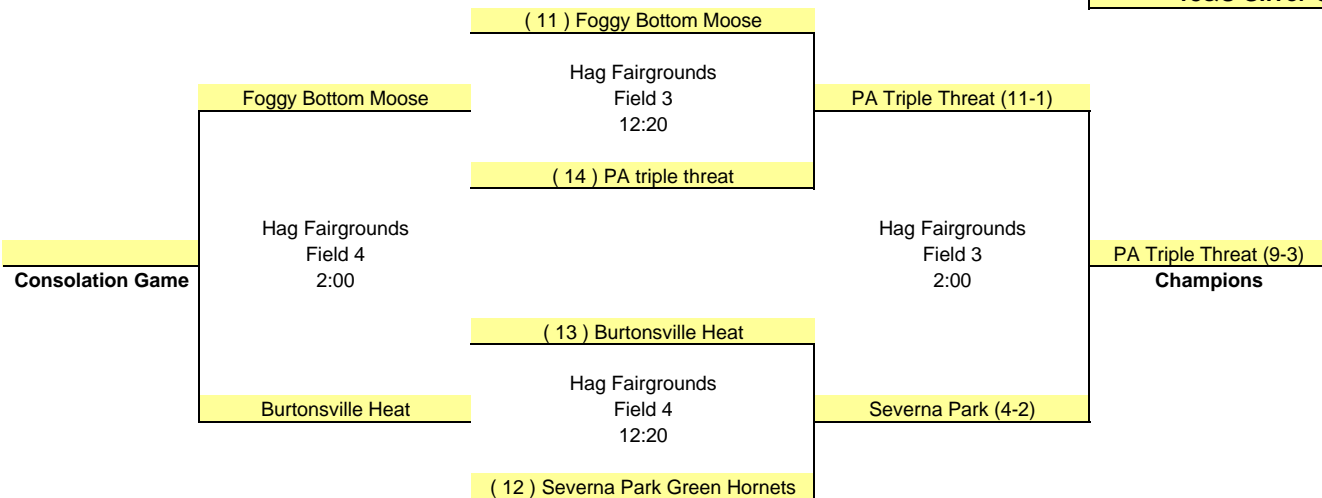 ( 11 ) Foggy Bottom Moose
Hag Fairgrounds
Foggy Bottom Moose
Field 3
PA Triple Threat (11-1)
12:20
( 14 ) PA triple threat
Hag Fairgrounds
Hag Fairgrounds
Field 4
Field 3
PA Triple Threat (9-3)
Consolation Game
2:00
2:00
Champions
( 13 ) Burtonsville Heat
Hag Fairgrounds
Burtonsville Heat
Field 4
Severna Park (4-2)
12:20
( 12 ) Severna Park Green Hornets